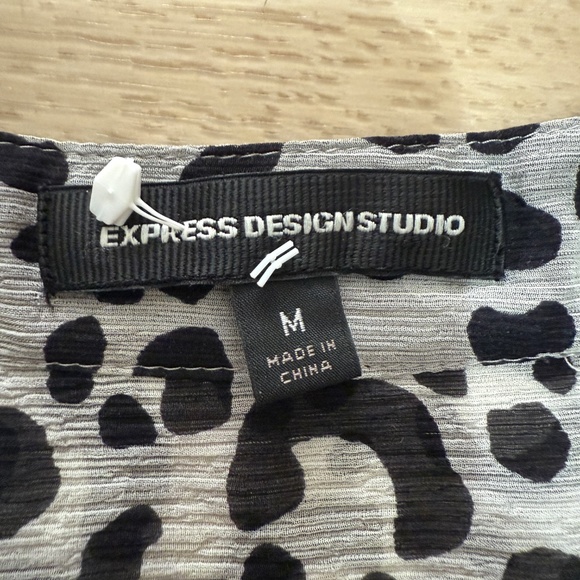 EXPRESS DESIGN STUDIO
M
MADE IN
CHINA